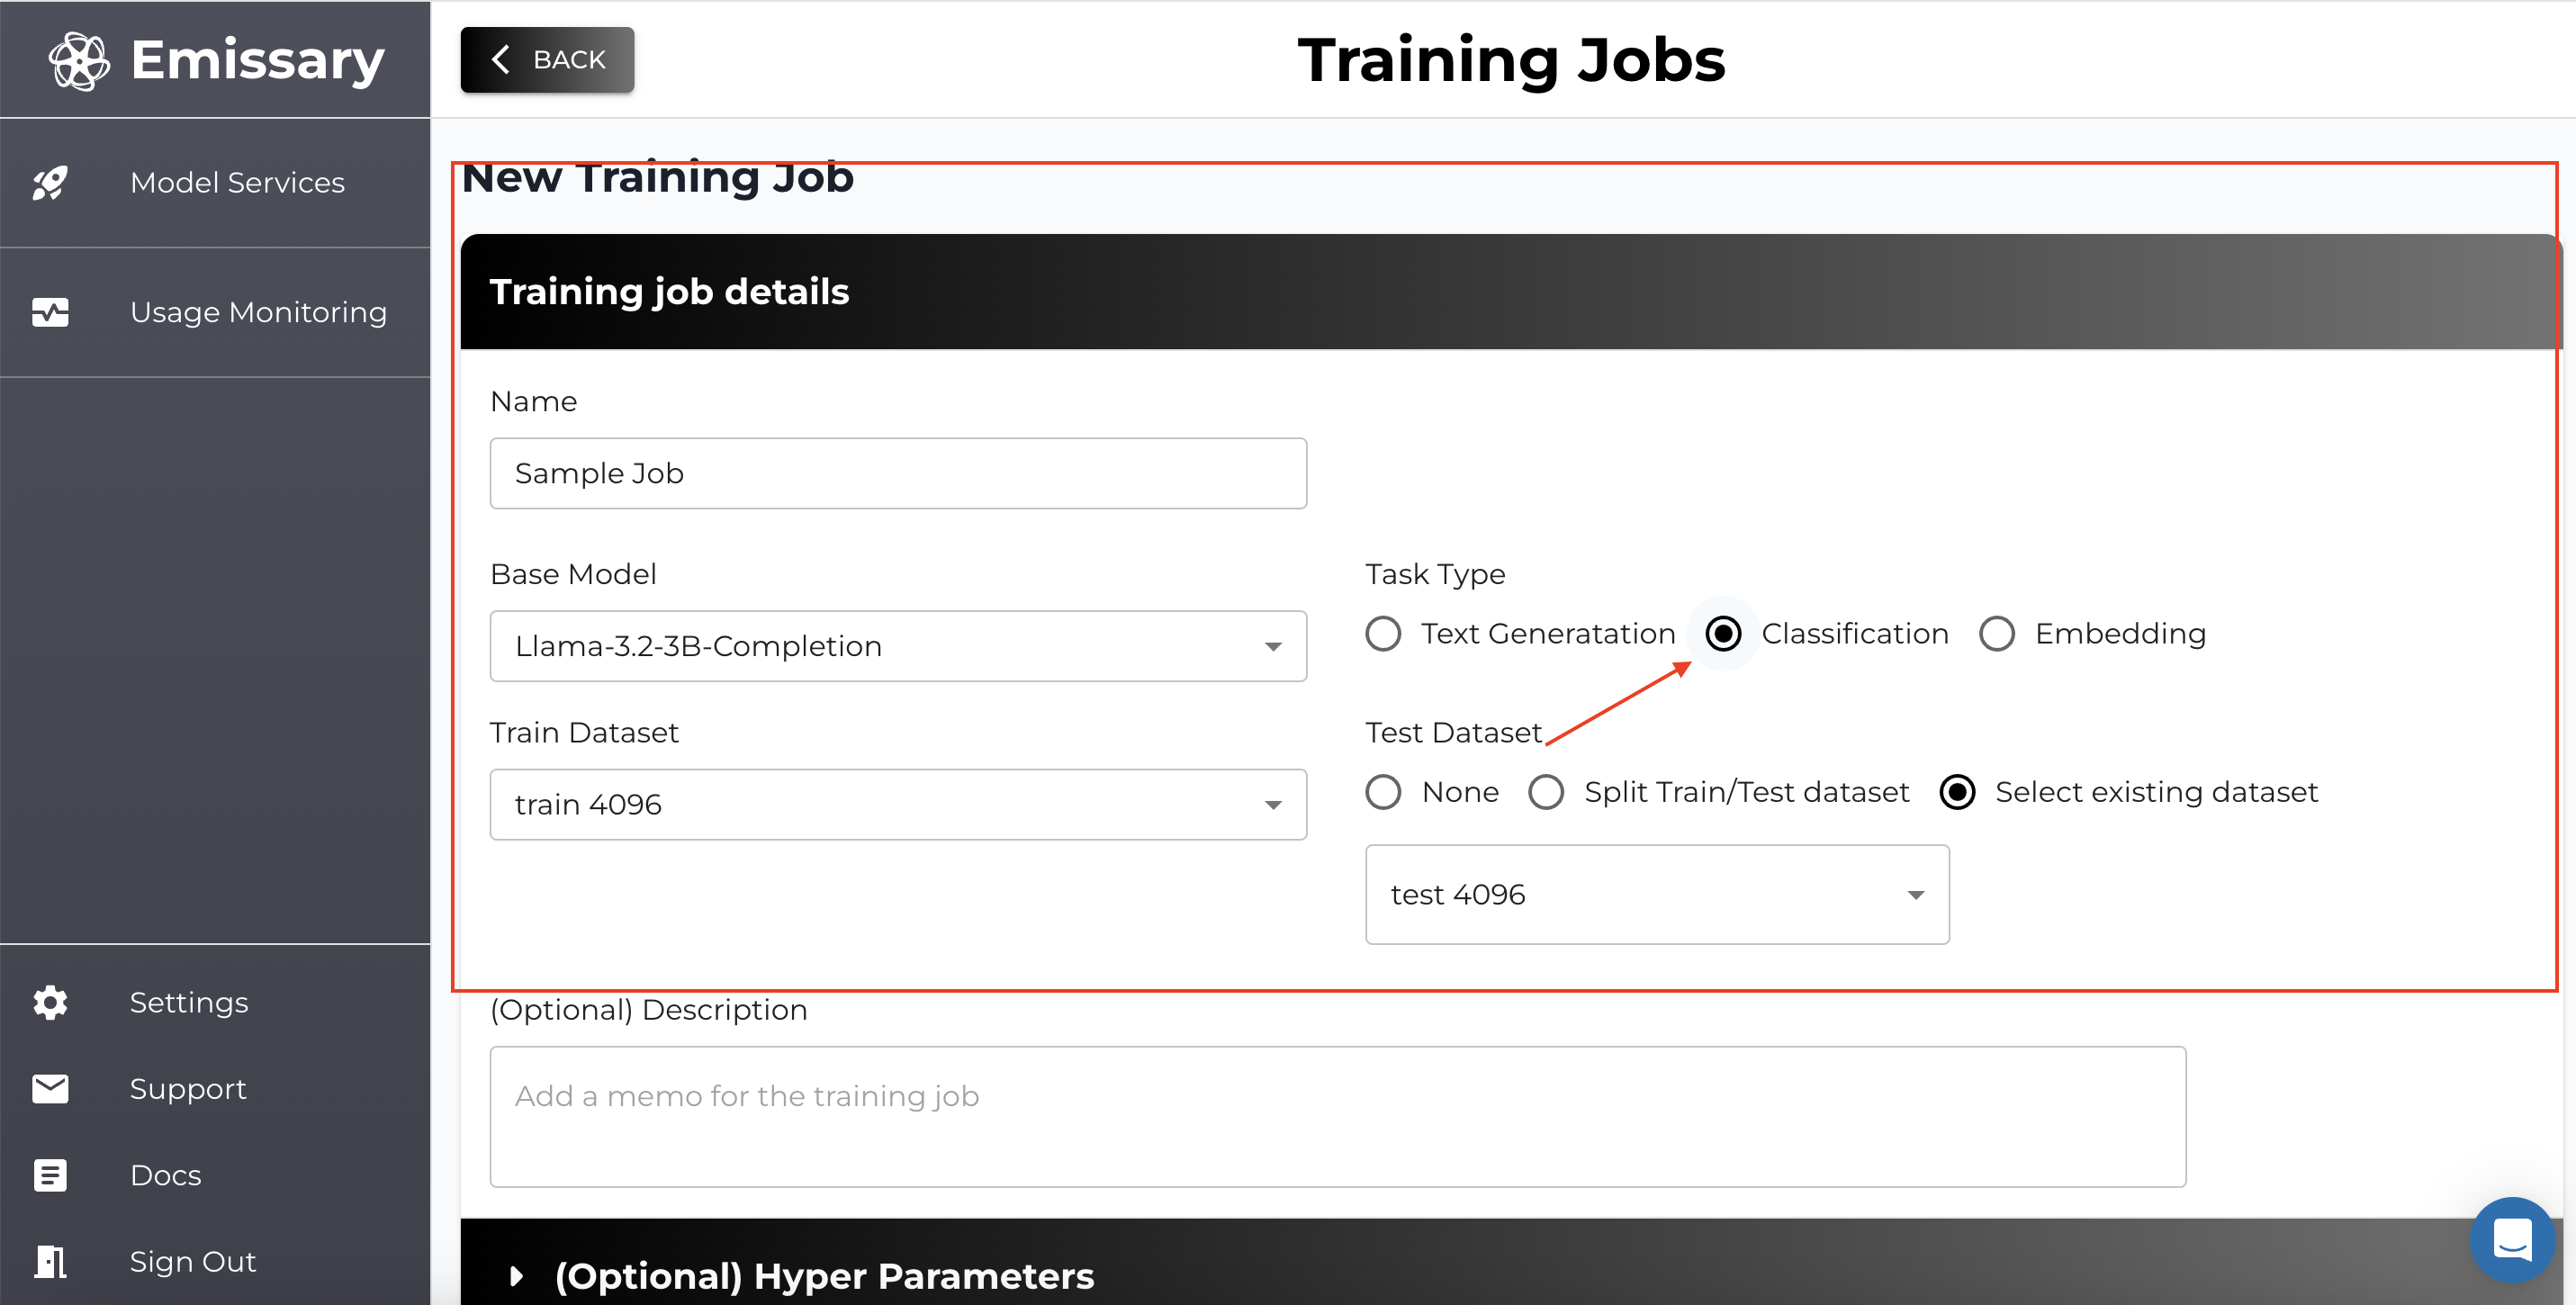 Emissary
BACK
Training Jobs
Model Services
Usage Monitoring
New Training Job
Training job details
Name
Sample Job
Base Model
Llama-3.2-3B-Completion
Task Type
Text Generatation
Classification
Embedding
Train Dataset
train 4096
Test Dataset
None
Split Train/Test dataset
Select existing dataset
test 4096
(Optional) Description
Add a memo for the training job
(Optional) Hyper Parameters
Settings
Support
Docs
Sign Out